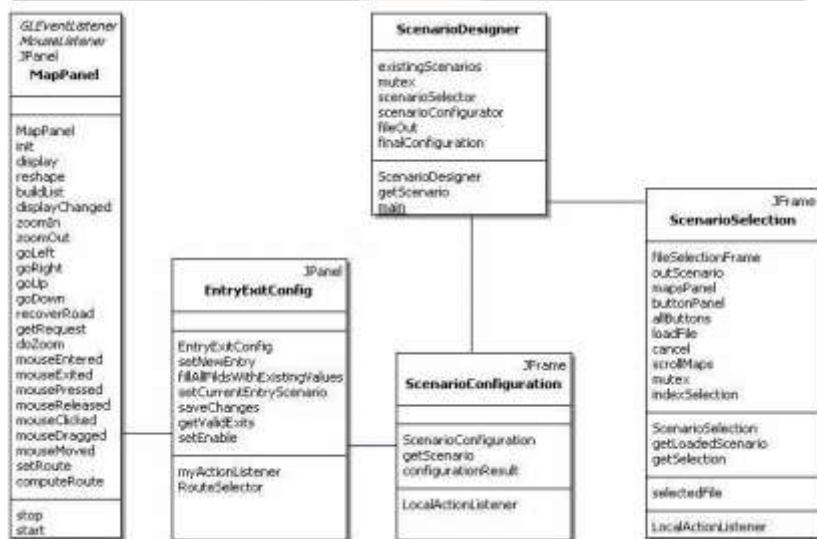 GLEventListener
MouseListener
JPanel
MapPanel
MapPanel
init
display
reshape
buildList
displayChanged
zoomIn
zoomOut
goLeft
goRight
goUp
goDown
recoverRoad
getRequest
doZoom
mouseEntered
mouseExited
mousePressed
mouseReleased
mouseClicked
mouseDragged
mouseMoved
setRoute
computeRoute
stop
start
JPanel
EntryExitConfig
EntryExitConfig
setNewEntry
fillAllFildsWithExistingValues
setCurrentEntryScenario
saveChanges
getValidExits
setEnable
myActionListener
RouteSelector
ScenarioDesigner
existingScenarios
mutex
scenarioSelector
scenarioConfigurator
fileOut
finalConfiguration
ScenarioDesigner
getScenario
main
JFrame
ScenarioConfiguration
ScenarioConfiguration
getScenario
configurationResult
LocalActionListener
JFrame
ScenarioSelection
fileSelectionFrame
outScenario
mapsPanel
buttonPanel
allButtons
loadFile
cancel
scrollMaps
mutex
indexSelection
ScenarioSelection
getLoadedScenario
getSelection
selectedFile
LocalActionListener